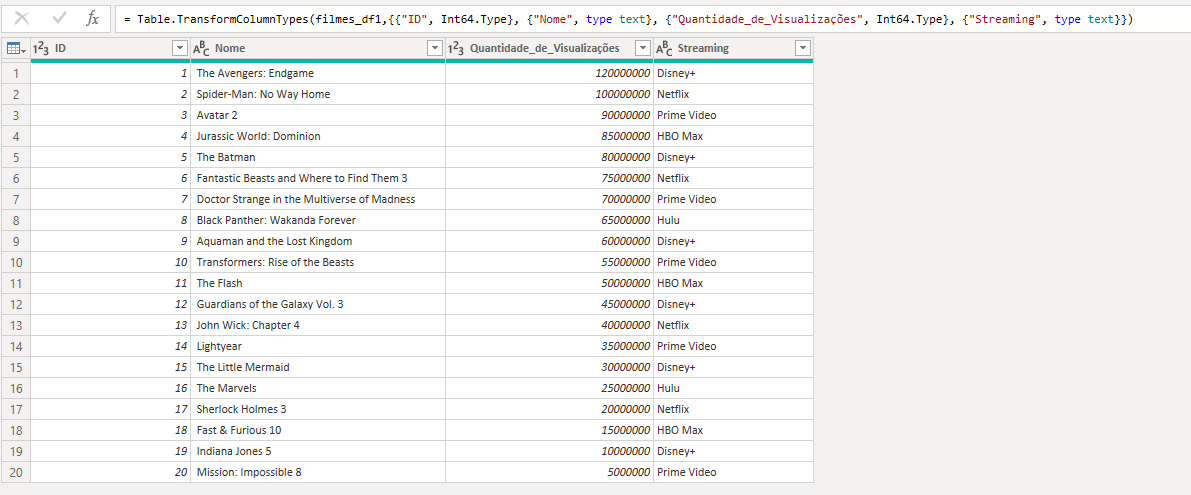 fx = Table.TransformColumnTypes(filmes_df1,{{"ID", Int64.Type}, {"Nome", type text}, {"Quantidade_de_Visualizações", Int64.Type}, {"Streaming", type text}})
1²3 ID ABC Nome 1²3 Quantidade_de_Visualizações ABC Streaming
1 1 The Avengers: Endgame 120000000 Disney+
2 2 Spider-Man: No Way Home 100000000 Netflix
3 3 Avatar 2 90000000 Prime Video
4 4 Jurassic World: Dominion 85000000 HBO Max
5 5 The Batman 80000000 Disney+
6 6 Fantastic Beasts and Where to Find Them 3 75000000 Netflix
7 7 Doctor Strange in the Multiverse of Madness 70000000 Prime Video
8 8 Black Panther: Wakanda Forever 65000000 Hulu
9 9 Aquaman and the Lost Kingdom 60000000 Disney+
10 10 Transformers: Rise of the Beasts 55000000 Prime Video
11 11 The Flash 50000000 HBO Max
12 12 Guardians of the Galaxy Vol. 3 45000000 Disney+
13 13 John Wick: Chapter 4 40000000 Netflix
14 14 Lightyear 35000000 Prime Video
15 15 The Little Mermaid 30000000 Disney+
16 16 The Marvels 25000000 Hulu
17 17 Sherlock Holmes 3 20000000 Netflix
18 18 Fast & Furious 10 15000000 HBO Max
19 19 Indiana Jones 5 10000000 Disney+
20 20 Mission: Impossible 8 5000000 Prime Video